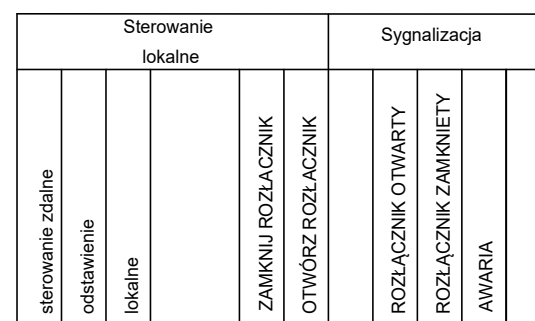 Sterowanie
lokalne
Sygnalizacja
sterowanie zdalne
odstawienie
lokalne
ZAMKNIJ ROZŁACZNIK
OTWÓRZ ROZŁACZNIK
ROZŁĄCZNIK OTWARTY
ROZŁĄCZNIK ZAMKNIETY
AWARIA